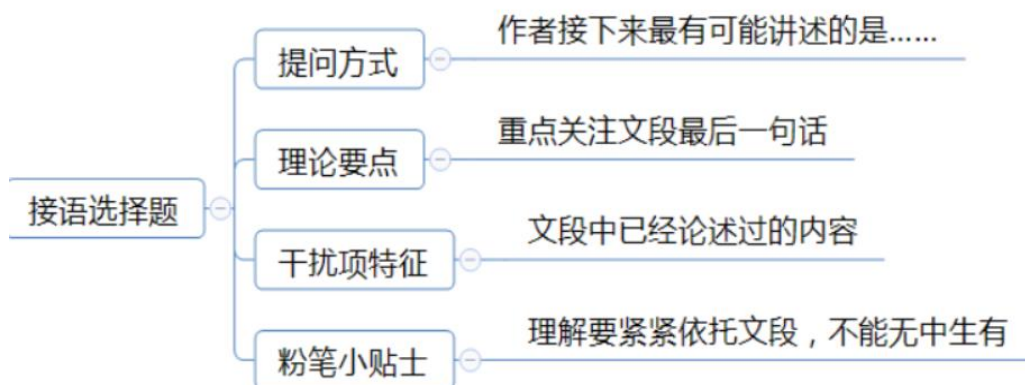 接语选择题
提问方式
作者接下来最有可能讲述的是......
理论要点
重点关注文段最后一句话
干扰项特征
文段中已经论述过的内容
粉笔小贴士
理解要紧紧依托文段，不能无中生有